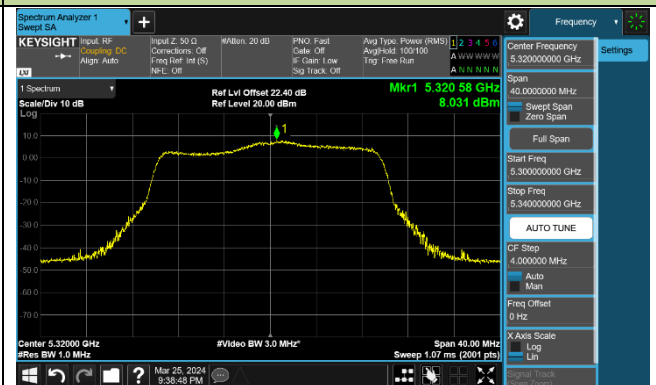 Spectrum Analyzer 1
Swept SA
+
Frequency
KEYSIGHT
Input: RF
Coupling: DC
Align: Auto
Input Z: 50 Ω
Corrections: Off
Freq Ref: Int (S)
NFE: Off
#Atten: 20 dB
PNO: Fast
Gate: Off
IF Gain: Low
Sig Track: Off
Avg Type: Power (RMS)
Avg|Hold: 100/100
Trig: Free Run
1 2 3 4 5 6
A W W W W W
A N N N N N
LXI
1 Spectrum
Scale/Div 10 dB
Log
Ref Lvl Offset 22.40 dB
Ref Level 20.00 dBm
Mkr1 5.320 58 GHz
8.031 dBm
1
10.0
0.00
-10.0
-20.0
-30.0
-40.0
-50.0
-60.0
-70.0
Center 5.32000 GHz
#Res BW 1.0 MHz
#Video BW 3.0 MHz*
Span 40.00 MHz
Sweep 1.07 ms (2001 pts)
Center Frequency
5.320000000 GHz
Settings
Span
40.0000000 MHz
Swept Span
Zero Span
Full Span
Start Freq
5.300000000 GHz
Stop Freq
5.340000000 GHz
AUTO TUNE
CF Step
4.000000 MHz
Auto
Man
Freq Offset
0 Hz
X Axis Scale
Log
Lin
Signal Track
(Span Zoom)
?
Mar 25, 2024
9:38:48 PM